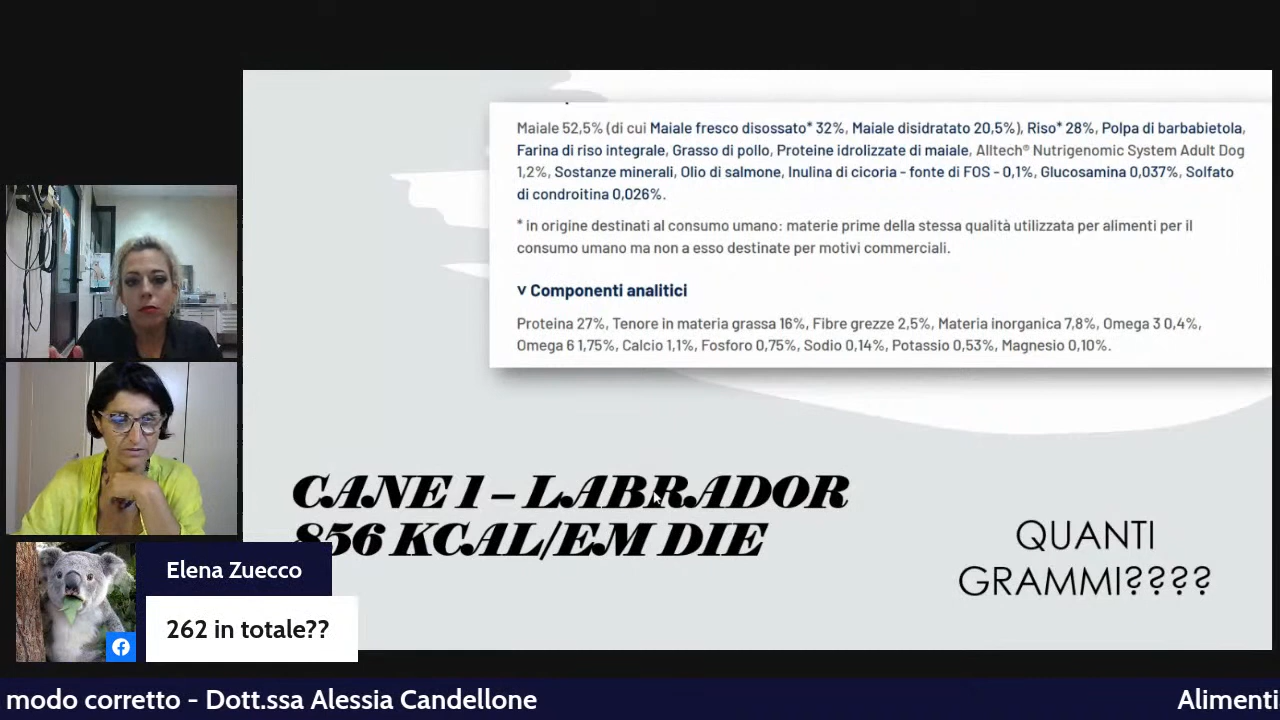 Maiale 52,5% (di cui Maiale fresco disossato* 32%, Maiale disidratato 20,5%), Riso* 28%, Polpa di barbabietola,
Farina di riso integrale, Grasso di pollo, Proteine idrolizzate di maiale, Alltech® Nutrigenomic System Adult Dog
1,2%, Sostanze minerali, Olio di salmone, Inulina di cicoria - fonte di FOS - 0,1%, Glucosamina 0,037%, Solfato
di condroitina 0,026%.
* in origine destinati al consumo umano: materie prime della stessa qualità utilizzata per alimenti per il
consumo umano ma non a esso destinate per motivi commerciali.
v Componenti analitici
Proteina 27%, Tenore in materia grassa 16%, Fibre grezze 2,5%, Materia inorganica 7,8%, Omega 3 0,4%,
Omega 6 1,75%, Calcio 1,1%, Fosforo 0,75%, Sodio 0,14%, Potassio 0,53%, Magnesio 0,10%.
CANE 1 – LABRADOR
856 KCAL/EM DIE
QUANTI
GRAMMI????
Elena Zuecco
262 in totale??
modo corretto - Dott.ssa Alessia Candellone
Alimenti